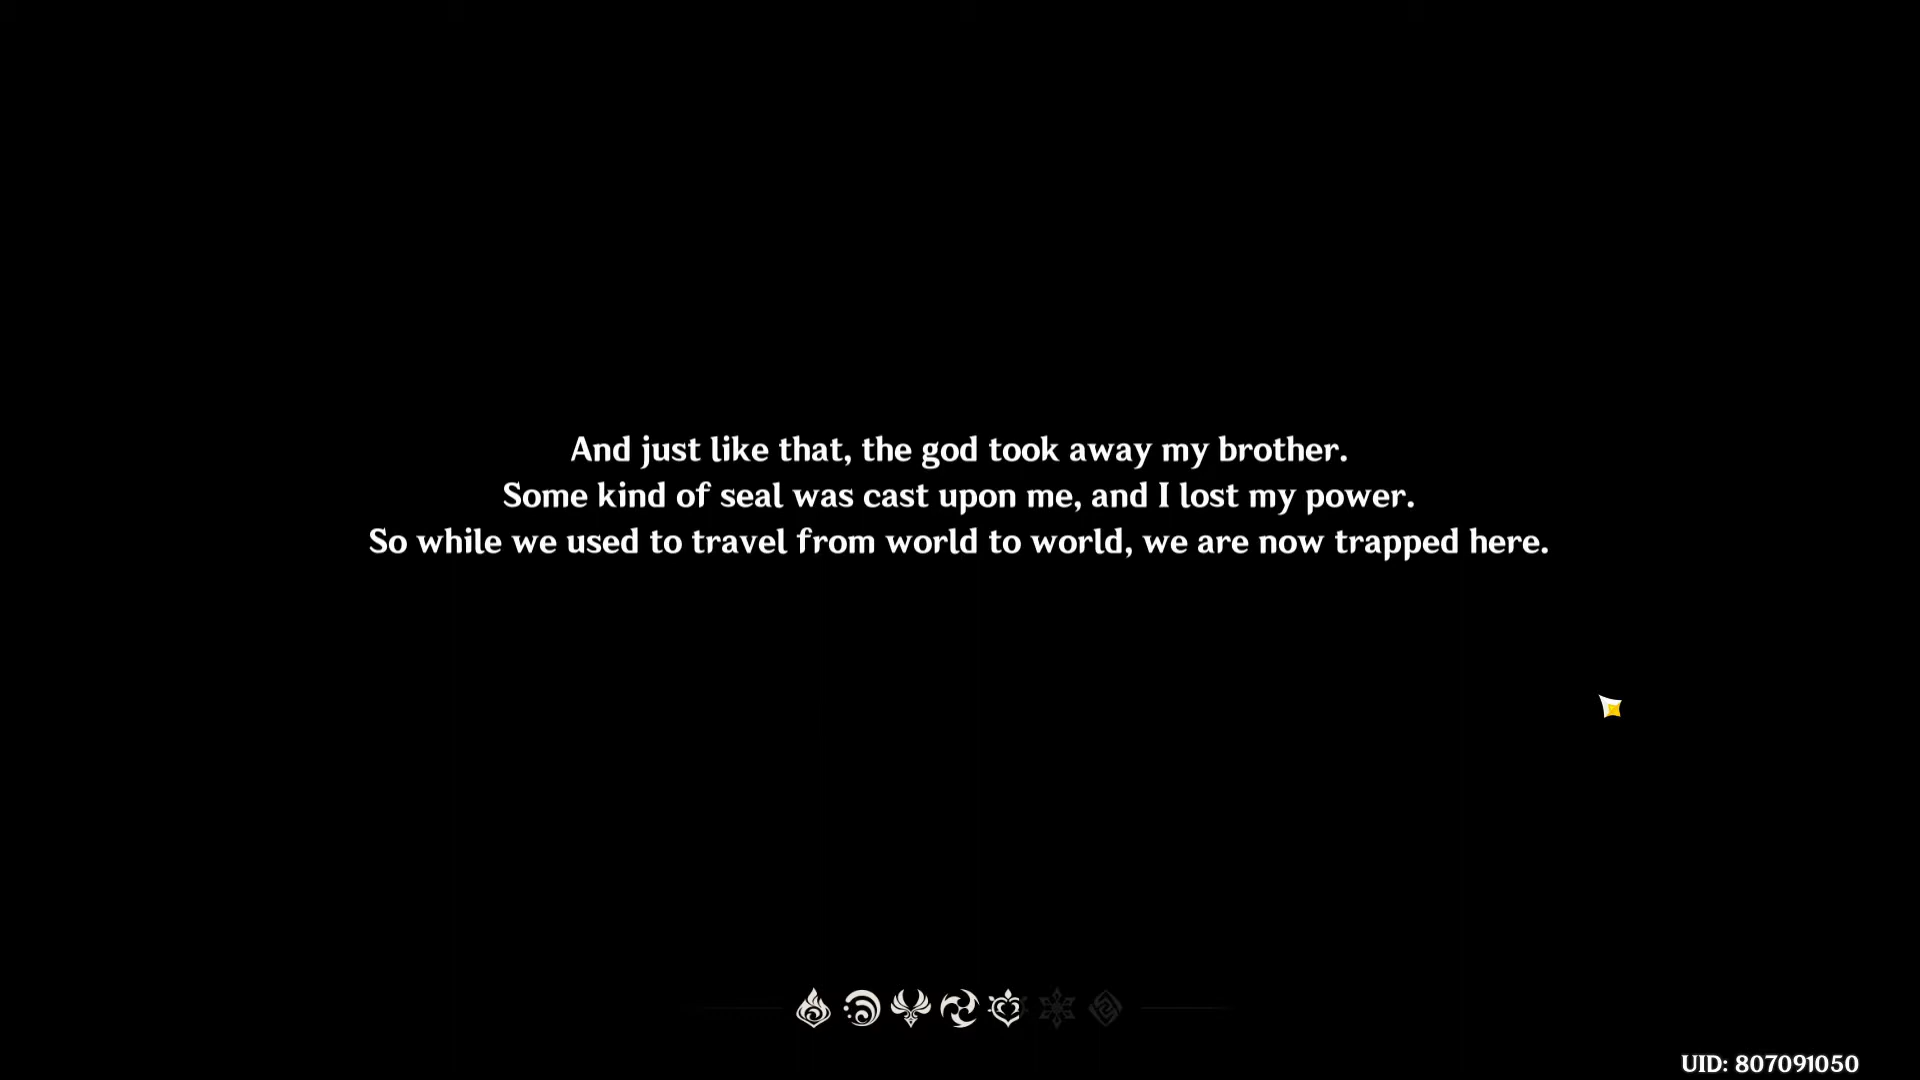 And just like that, the god took away my brother.
Some kind of seal was cast upon me, and I lost my power.
So while we used to travel from world to world, we are now trapped here.
UID: 807091050